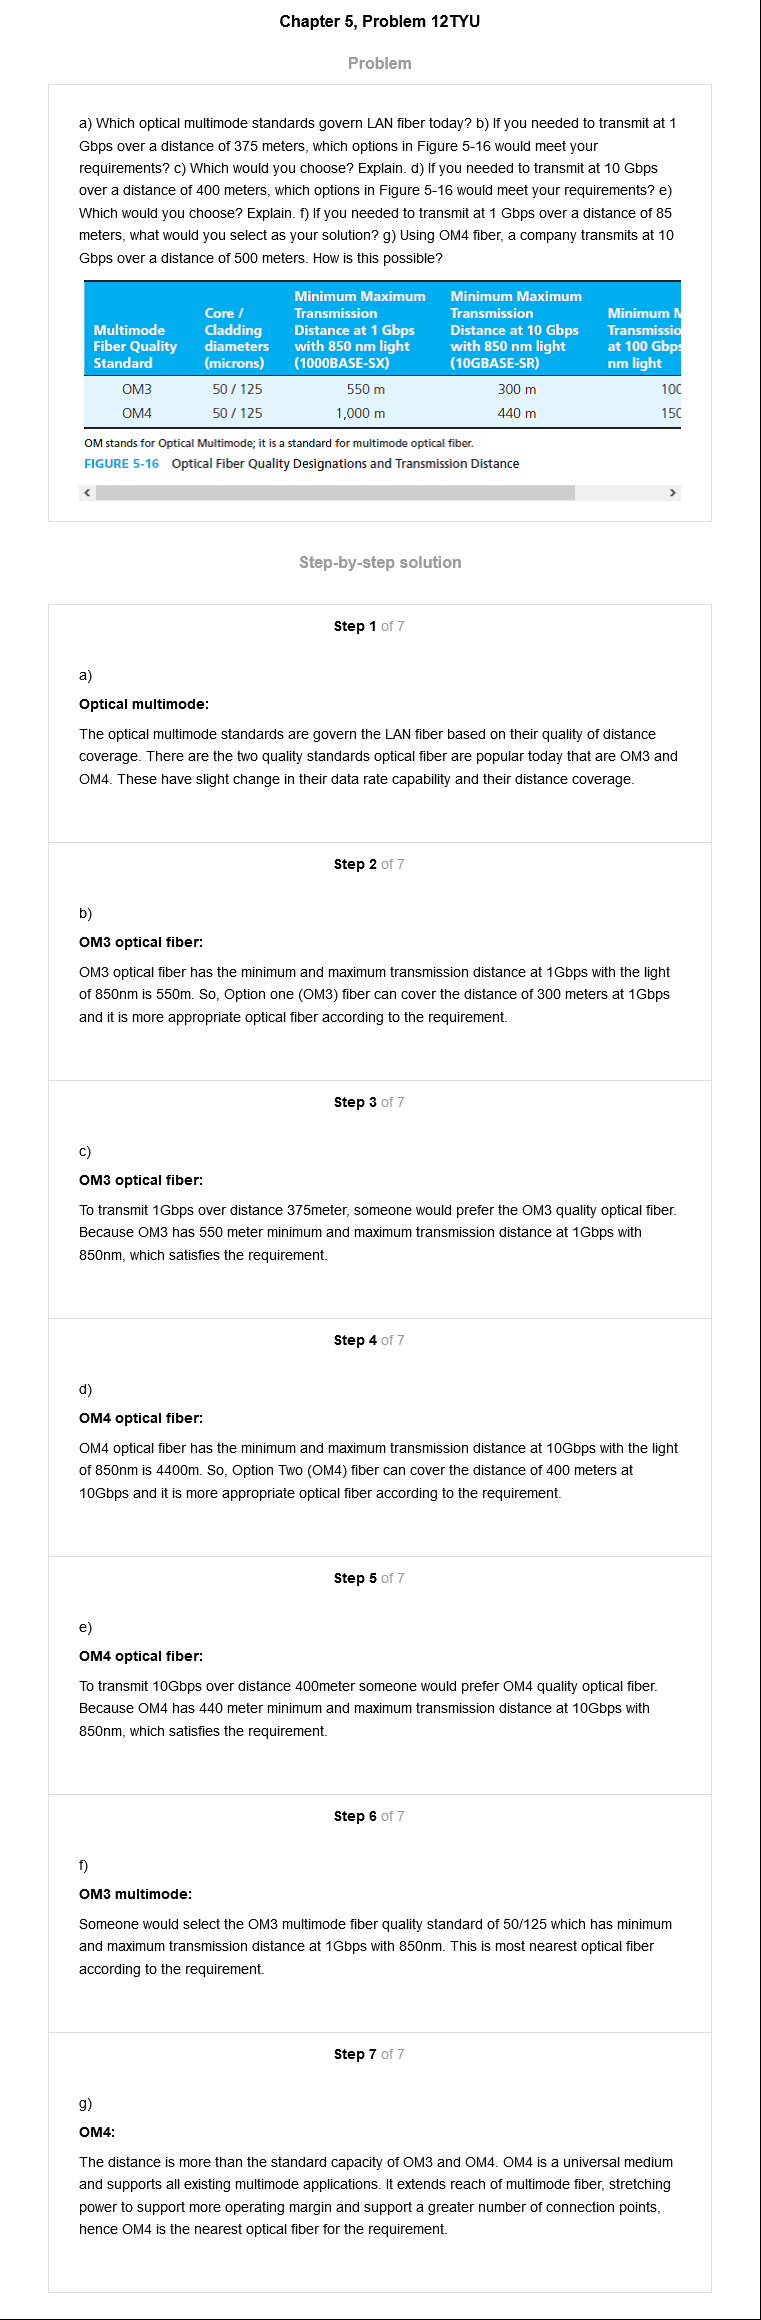 Chapter 5, Problem 12TYU
Problem
a) Which optical multimode standards govern LAN fiber today? b) If you needed to transmit at 1
Gbps over a distance of 375 meters, which options in Figure 5-16 would meet your
requirements? c) Which would you choose? Explain. d) If you needed to transmit at 10 Gbps
over a distance of 400 meters, which options in Figure 5-16 would meet your requirements? e)
Which would you choose? Explain. f) If you needed to transmit at 1 Gbps over a distance of 85
meters, what would you select as your solution? g) Using OM4 fiber, a company transmits at 10
Gbps over a distance of 500 meters. How is this possible?
Multimode Fiber Quality Standard
Core / Cladding diameters (microns)
Minimum Maximum Transmission Distance at 1 Gbps with 850 nm light (1000BASE-SX)
Minimum Maximum Transmission Distance at 10 Gbps with 850 nm light (10GBASE-SR)
Minimum M Transmissio at 100 Gbps nm light
OM3 50 / 125 550 m 300 m 100
OM4 50 / 125 1,000 m 440 m 150
OM stands for Optical Multimode; it is a standard for multimode optical fiber.
FIGURE 5-16 Optical Fiber Quality Designations and Transmission Distance
Step-by-step solution
Step 1 of 7
a)
Optical multimode:
The optical multimode standards are govern the LAN fiber based on their quality of distance
coverage. There are the two quality standards optical fiber are popular today that are OM3 and
OM4. These have slight change in their data rate capability and their distance coverage.
Step 2 of 7
b)
OM3 optical fiber:
OM3 optical fiber has the minimum and maximum transmission distance at 1Gbps with the light
of 850nm is 550m. So, Option one (OM3) fiber can cover the distance of 300 meters at 1Gbps
and it is more appropriate optical fiber according to the requirement.
Step 3 of 7
c)
OM3 optical fiber:
To transmit 1Gbps over distance 375meter, someone would prefer the OM3 quality optical fiber.
Because OM3 has 550 meter minimum and maximum transmission distance at 1Gbps with
850nm, which satisfies the requirement.
Step 4 of 7
d)
OM4 optical fiber:
OM4 optical fiber has the minimum and maximum transmission distance at 10Gbps with the light
of 850nm is 4400m. So, Option Two (OM4) fiber can cover the distance of 400 meters at
10Gbps and it is more appropriate optical fiber according to the requirement.
Step 5 of 7
e)
OM4 optical fiber:
To transmit 10Gbps over distance 400meter someone would prefer OM4 quality optical fiber.
Because OM4 has 440 meter minimum and maximum transmission distance at 10Gbps with
850nm, which satisfies the requirement.
Step 6 of 7
f)
OM3 multimode:
Someone would select the OM3 multimode fiber quality standard of 50/125 which has minimum
and maximum transmission distance at 1Gbps with 850nm. This is most nearest optical fiber
according to the requirement.
Step 7 of 7
g)
OM4:
The distance is more than the standard capacity of OM3 and OM4. OM4 is a universal medium
and supports all existing multimode applications. It extends reach of multimode fiber, stretching
power to support more operating margin and support a greater number of connection points,
hence OM4 is the nearest optical fiber for the requirement.